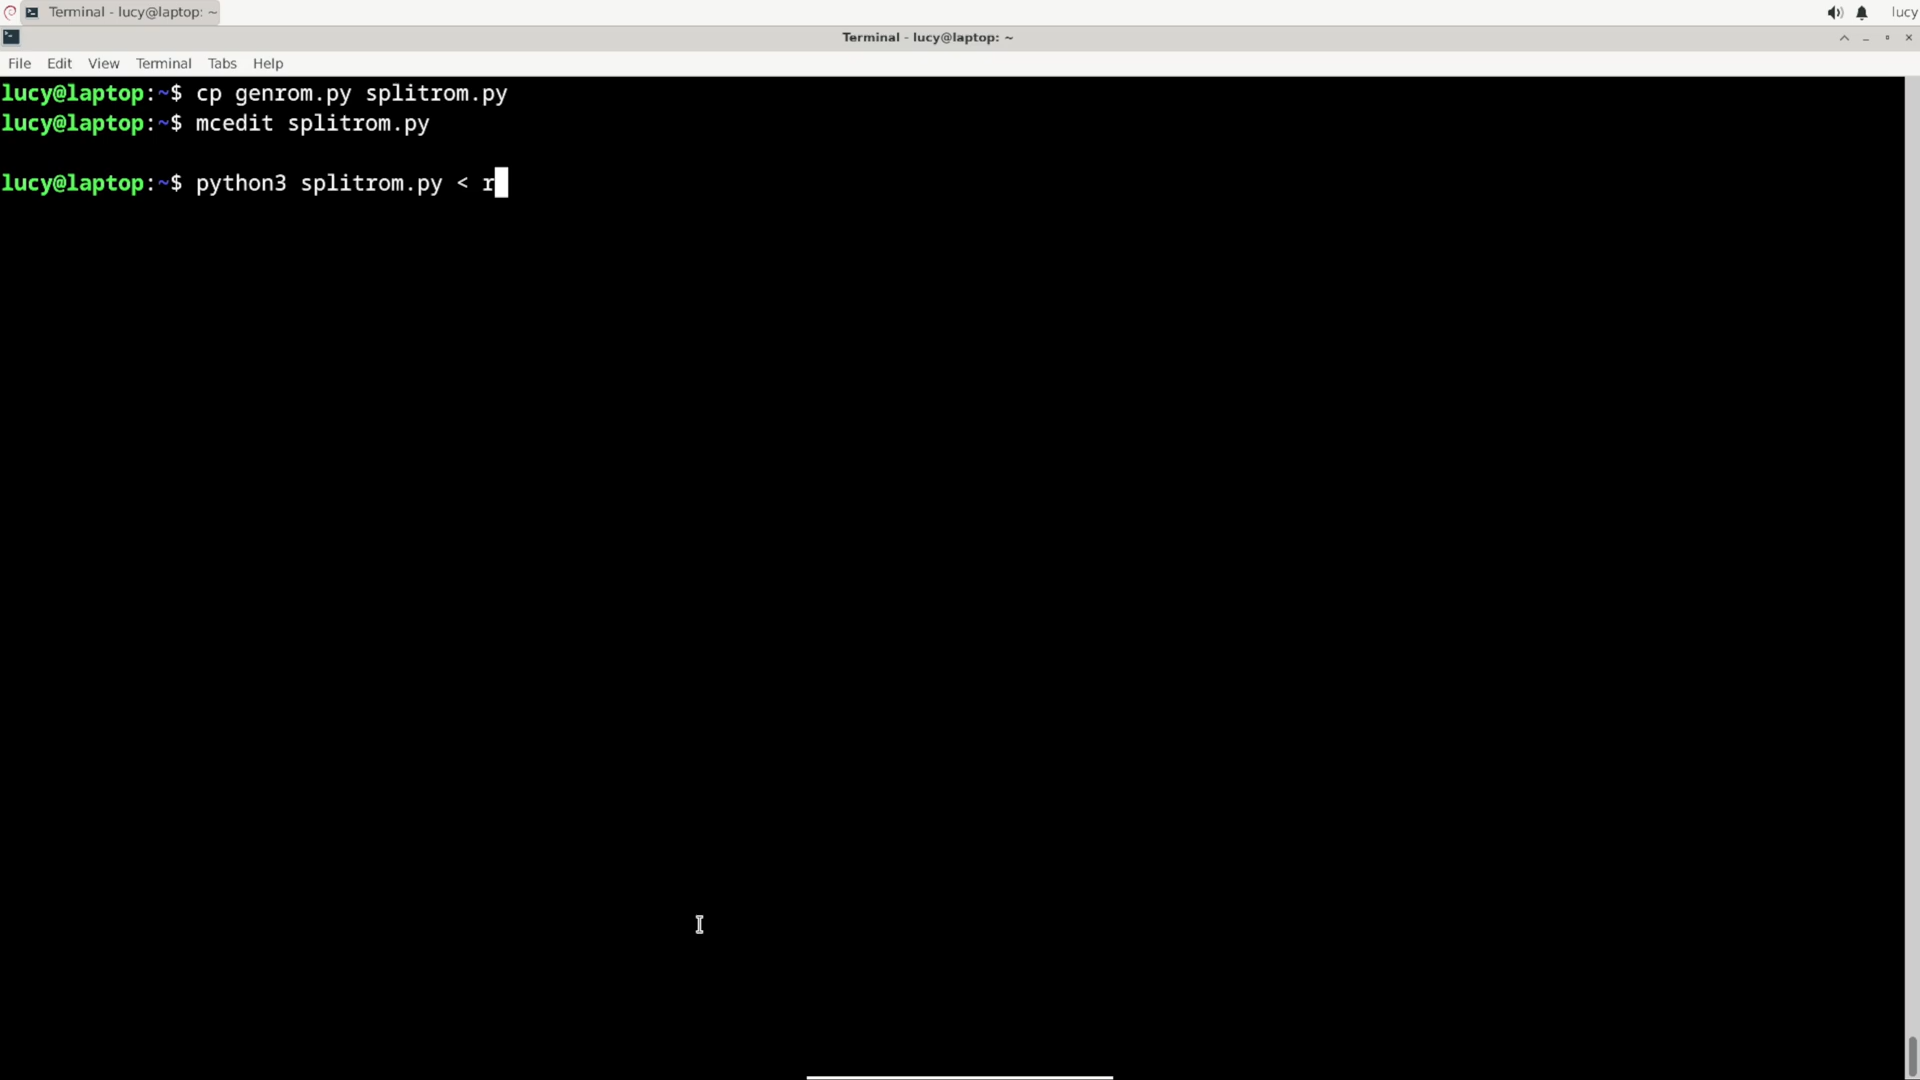 Terminal - lucy@laptop: ~
lucy
Terminal - lucy@laptop: ~
File Edit View Terminal Tabs Help
lucy@laptop:~$ cp genrom.py splitrom.py
lucy@laptop:~$ mcedit splitrom.py
lucy@laptop:~$ python3 splitrom.py < r